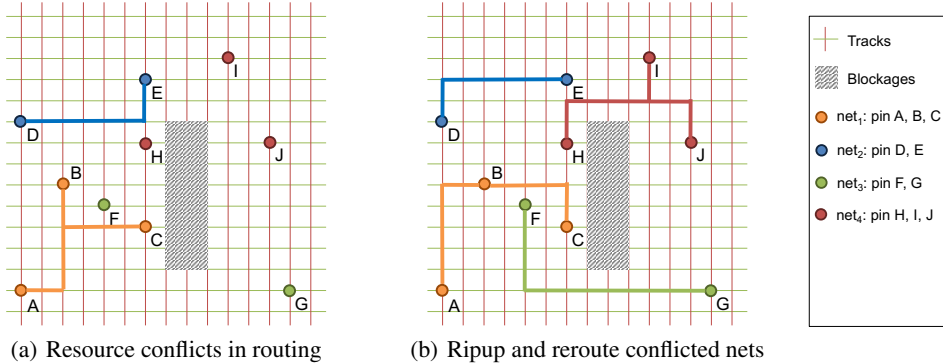 I
E
D
H
J
B
F
C
A
G
(a) Resource conflicts in routing
I
E
D
H
J
B
F
C
A
G
(b) Ripup and reroute conflicted nets
Tracks
Blockages
net₁: pin A, B, C
net₂: pin D, E
net₃: pin F, G
net₄: pin H, I, J